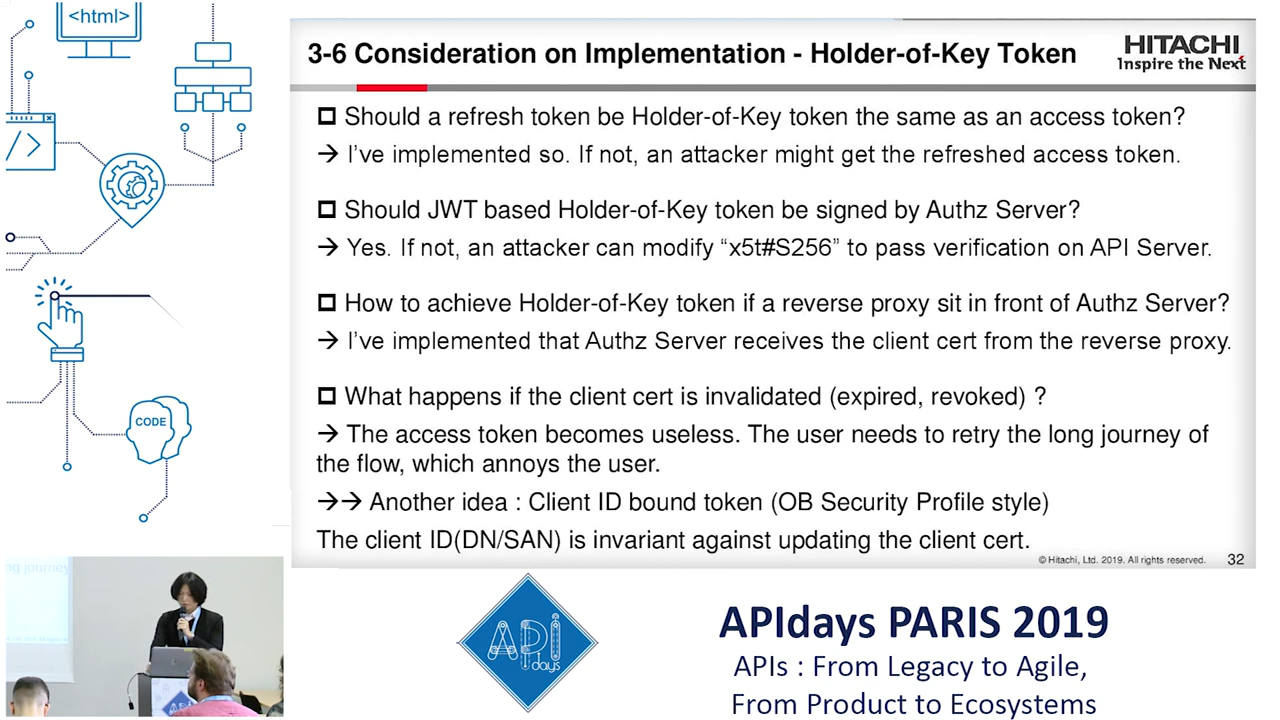 <html>
3-6 Consideration on Implementation - Holder-of-Key Token
HITACHI
Inspire the Next
Should a refresh token be Holder-of-Key token the same as an access token?
→ I've implemented so. If not, an attacker might get the refreshed access token.
Should JWT based Holder-of-Key token be signed by Authz Server?
→ Yes. If not, an attacker can modify “x5t#S256” to pass verification on API Server.
How to achieve Holder-of-Key token if a reverse proxy sit in front of Authz Server?
→ I've implemented that Authz Server receives the client cert from the reverse proxy.
What happens if the client cert is invalidated (expired, revoked) ?
→ The access token becomes useless. The user needs to retry the long journey of
the flow, which annoys the user.
→→ Another idea : Client ID bound token (OB Security Profile style)
The client ID(DN/SAN) is invariant against updating the client cert.
© Hitachi, Ltd. 2019. All rights reserved.
32
/>
CODE
ng journey
API
days
APIdays PARIS 2019
APIs : From Legacy to Agile,
From Product to Ecosystems